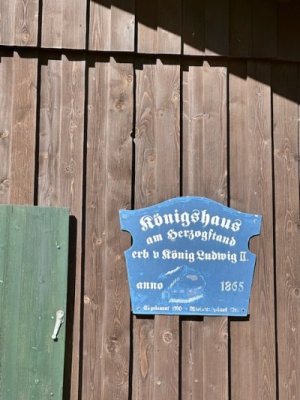 Königshaus
am Herzogstand
erb v König Ludwig II.
anno 1865